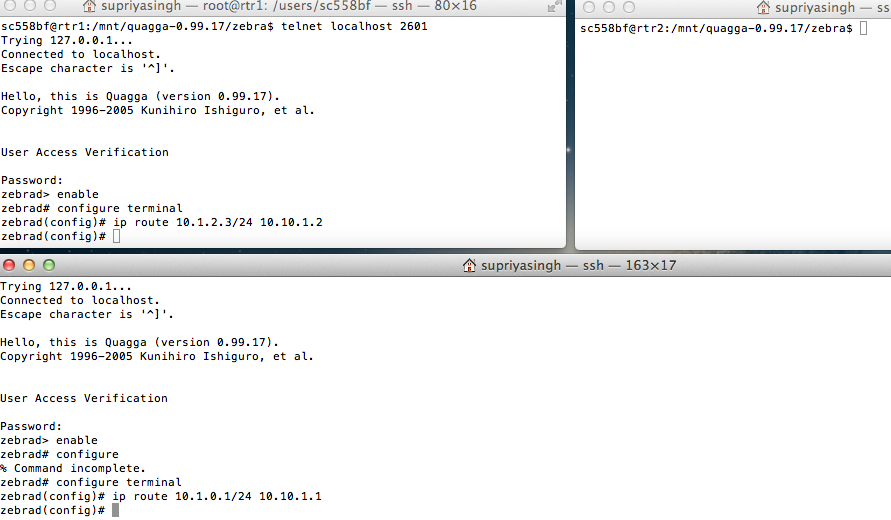 supriyasingh — root@rtr1: /users/sc558bf — ssh — 80×16
sc558bf@rtr1:/mnt/quagga-0.99.17/zebra$ telnet localhost 2601
Trying 127.0.0.1...
Connected to localhost.
Escape character is '^]'.
Hello, this is Quagga (version 0.99.17).
Copyright 1996-2005 Kunihiro Ishiguro, et al.
User Access Verification
Password:
zebrad> enable
zebrad# configure terminal
zebrad(config)# ip route 10.1.2.3/24 10.10.1.2
zebrad(config)#
supriyasingh — ss
sc558bf@rtr2:/mnt/quagga-0.99.17/zebra$
supriyasingh — ssh — 163×17
Trying 127.0.0.1...
Connected to localhost.
Escape character is '^]'.
Hello, this is Quagga (version 0.99.17).
Copyright 1996-2005 Kunihiro Ishiguro, et al.
User Access Verification
Password:
zebrad> enable
zebrad# configure
% Command incomplete.
zebrad# configure terminal
zebrad(config)# ip route 10.1.0.1/24 10.10.1.1
zebrad(config)#